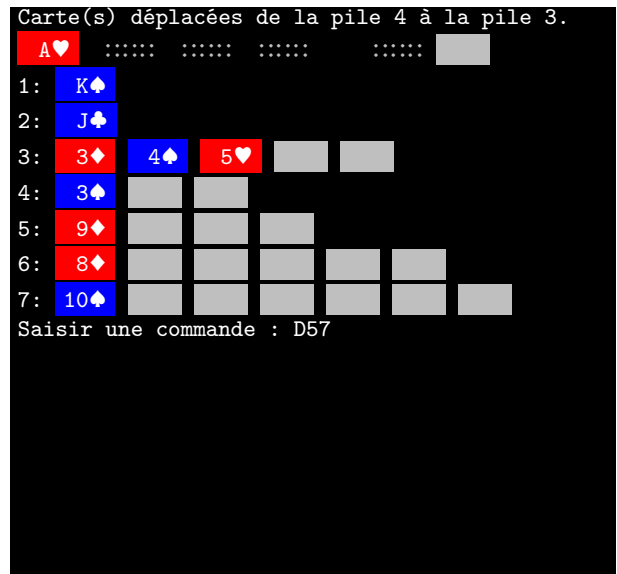 Carte(s) déplacées de la pile 4 à la pile 3.
A♥ :::::: :::::: :::::: ::::::
1: K♠
2: J♣
3: 3♦ 4♠ 5♥
4: 3♠
5: 9♦
6: 8♦
7: 10♠
Saisir une commande : D57